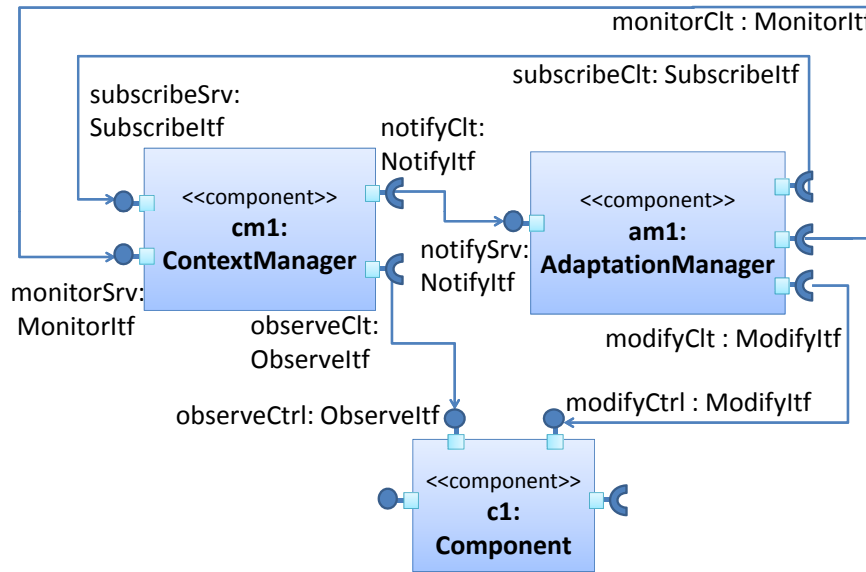 monitorClt : MonitorItf
subscribeClt: SubscribeItf
subscribeSrv:
SubscribeItf
notifyClt:
NotifyItf
<<component>>
cm1:
ContextManager
<<component>>
am1:
AdaptationManager
notifySrv:
NotifyItf
monitorSrv:
MonitorItf
observeClt:
ObserveItf
modifyClt : ModifyItf
observeCtrl: ObserveItf
modifyCtrl : ModifyItf
<<component>>
c1:
Component